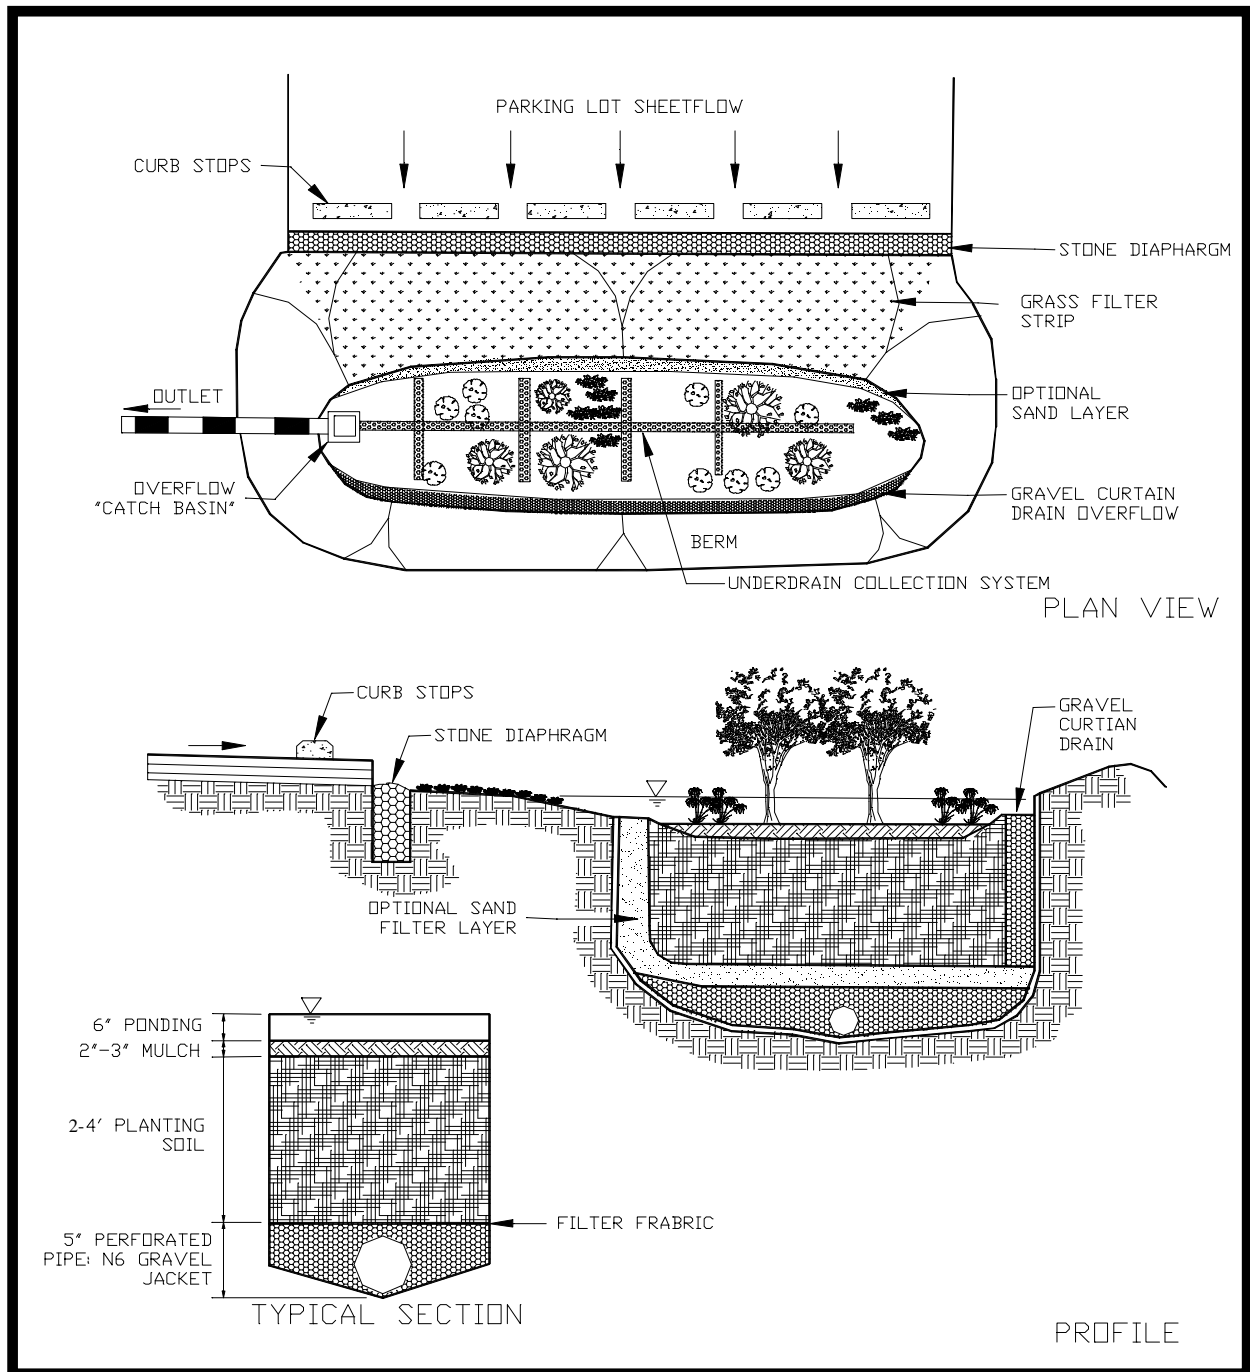 PARKING LOT SHEETFLOW
CURB STOPS
STONE DIAPHARGM
GRASS FILTER
STRIP
OUTLET
OPTIONAL
SAND LAYER
OVERFLOW
"CATCH BASIN"
GRAVEL CURTAIN
DRAIN OVERFLOW
BERM
UNDERDRAIN COLLECTION SYSTEM
PLAN VIEW
CURB STOPS
STONE DIAPHRAGM
GRAVEL
CURTIAN
DRAIN
OPTIONAL SAND
FILTER LAYER
6" PONDING
2"-3" MULCH
2-4' PLANTING
SOIL
FILTER FRABRIC
5" PERFORATED
PIPE; N6 GRAVEL
JACKET
TYPICAL SECTION
PROFILE